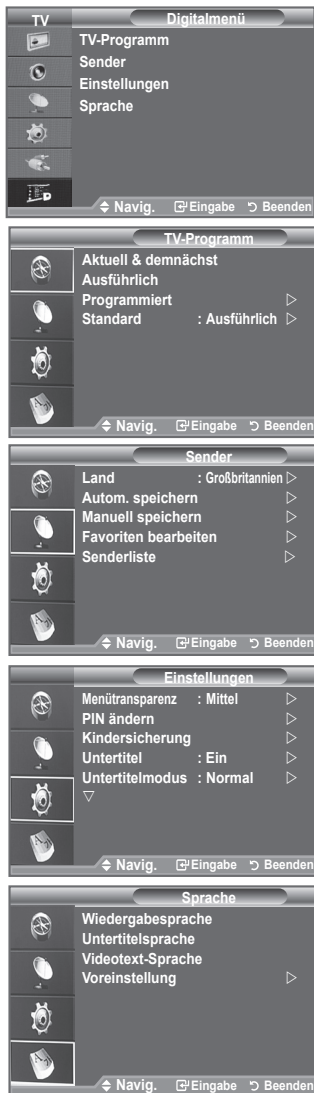 TV Digitalmenü
TV-Programm
Sender
Einstellungen
Sprache
Navig. Eingabe Beenden
TV-Programm
Aktuell & demnächst
Ausführlich
Programmiert
Standard : Ausführlich
Navig. Eingabe Beenden
Sender
Land : Großbritannien
Autom. speichern
Manuell speichern
Favoriten bearbeiten
Senderliste
Navig. Eingabe Beenden
Einstellungen
Menütransparenz : Mittel
PIN ändern
Kindersicherung
Untertitel : Ein
Untertitelmodus : Normal
Navig. Eingabe Beenden
Sprache
Wiedergabesprache
Untertitelsprache
Videotext-Sprache
Voreinstellung
Navig. Eingabe Beenden